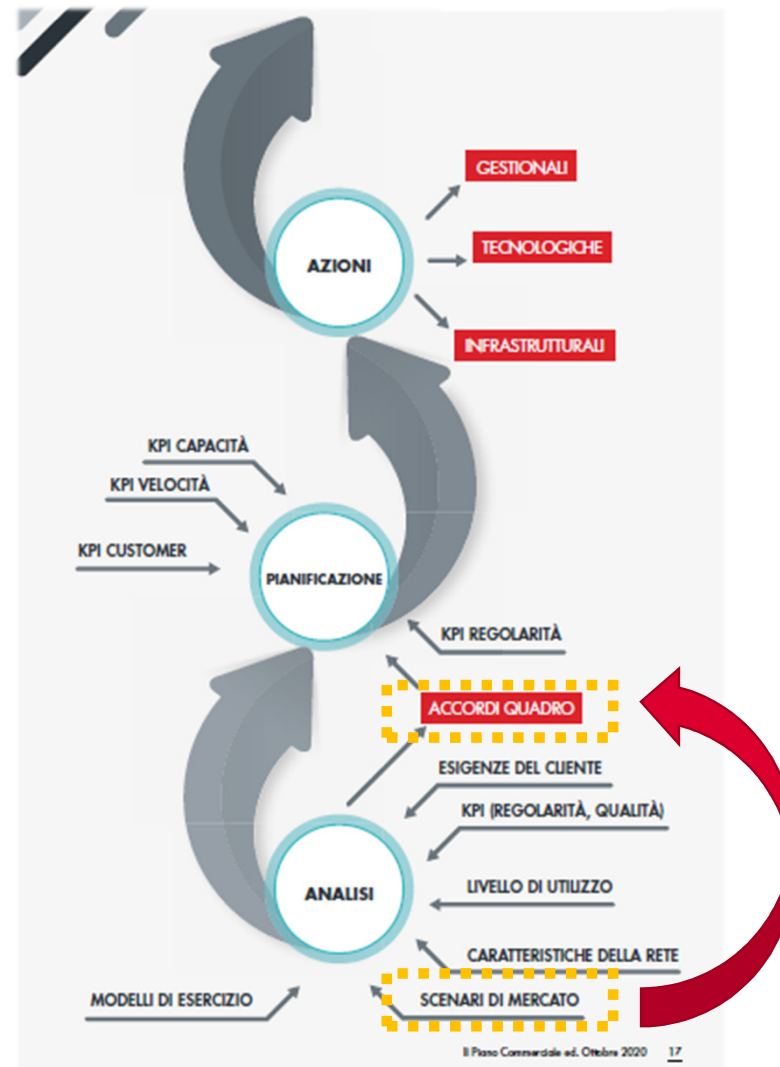 GESTIONALI
TECNOLOGICHE
AZIONI
INFRASTRUTTURALI
KPI CAPACITÀ
KPI VELOCITÀ
KPI CUSTOMER
PIANIFICAZIONE
KPI REGOLARITÀ
ACCORDI QUADRO
ESIGENZE DEL CLIENTE
KPI (REGOLARITÀ, QUALITÀ)
LIVELLO DI UTILIZZO
ANALISI
CARATTERISTICHE DELLA RETE
MODELLI DI ESERCIZIO
SCENARI DI MERCATO
Il Piano Commerciale ed. Ottobre 2020 17